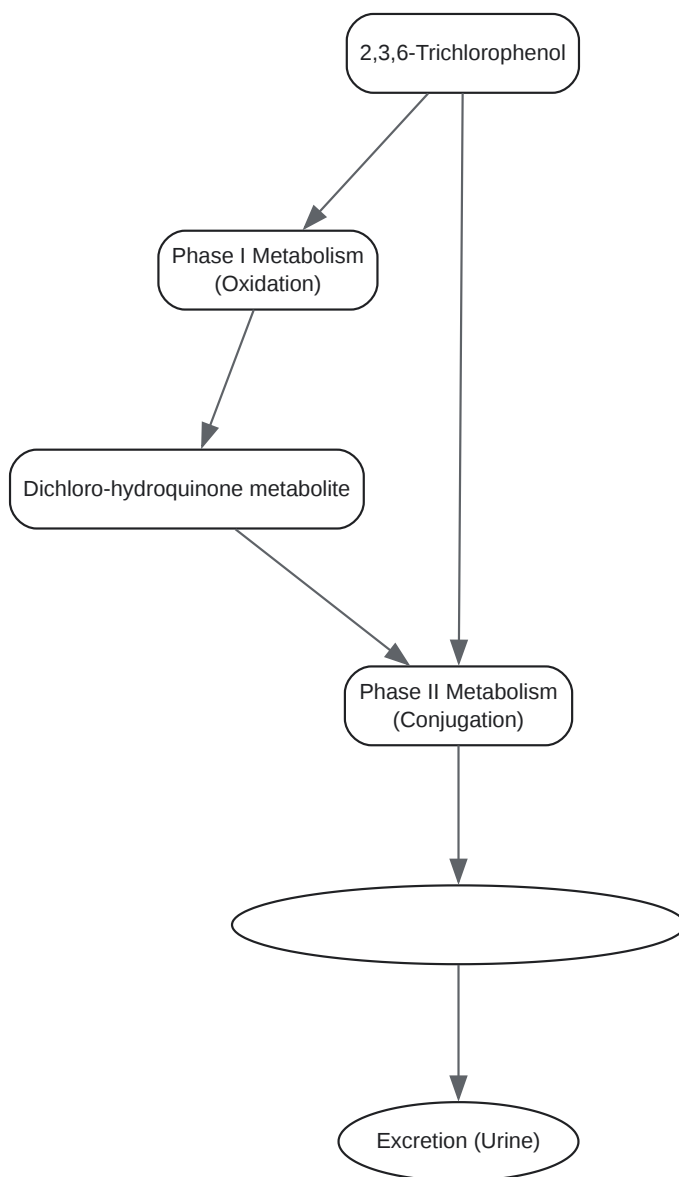 2,3,6-Trichlorophenol
Phase I Metabolism
(Oxidation)
Dichloro-hydroquinone metabolite
Phase II Metabolism
(Conjugation)
Excretion (Urine)